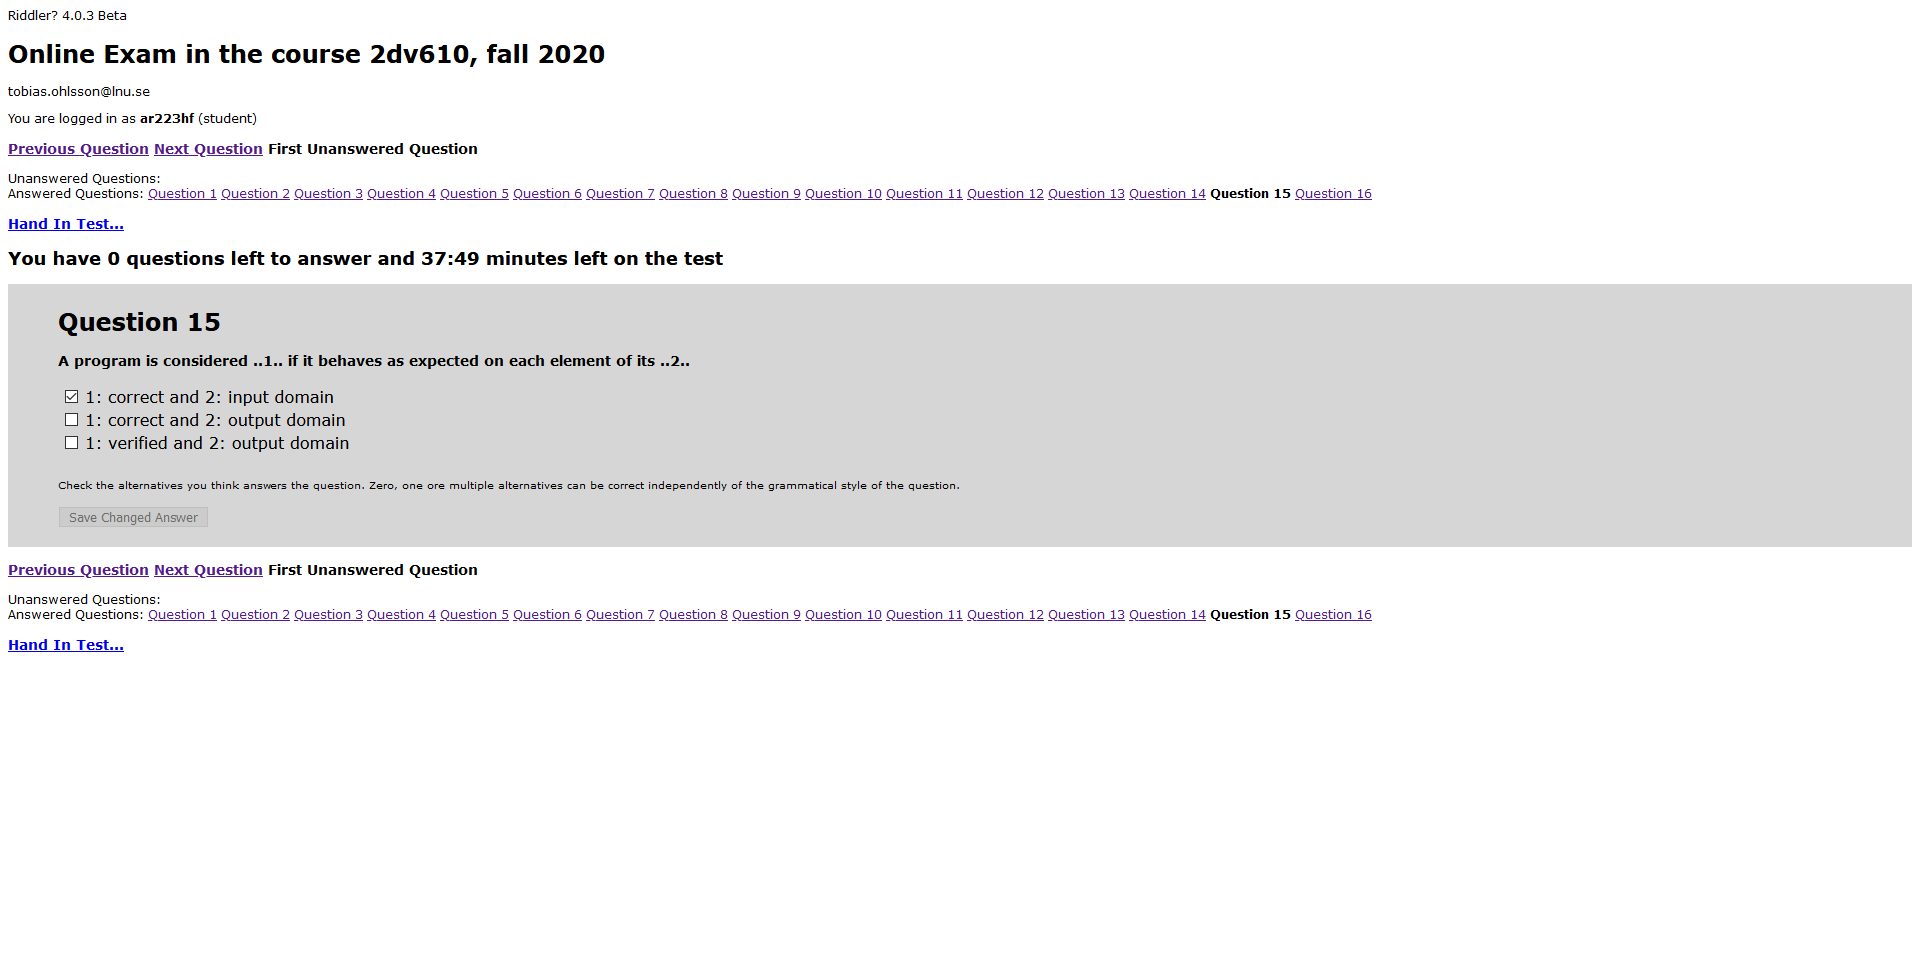 Riddler? 4.0.3 Beta
Online Exam in the course 2dv610, fall 2020
tobias.ohlsson@lnu.se
You are logged in as ar223hf (student)
Previous Question Next Question First Unanswered Question
Unanswered Questions:
Answered Questions: Question 1 Question 2 Question 3 Question 4 Question 5 Question 6 Question 7 Question 8 Question 9 Question 10 Question 11 Question 12 Question 13 Question 14 Question 15 Question 16
Hand In Test...
You have 0 questions left to answer and 37:49 minutes left on the test
Question 15
A program is considered ..1.. if it behaves as expected on each element of its ..2..
1: correct and 2: input domain
1: correct and 2: output domain
1: verified and 2: output domain
Check the alternatives you think answers the question. Zero, one ore multiple alternatives can be correct independently of the grammatical style of the question.
Save Changed Answer
Previous Question Next Question First Unanswered Question
Unanswered Questions:
Answered Questions: Question 1 Question 2 Question 3 Question 4 Question 5 Question 6 Question 7 Question 8 Question 9 Question 10 Question 11 Question 12 Question 13 Question 14 Question 15 Question 16
Hand In Test...